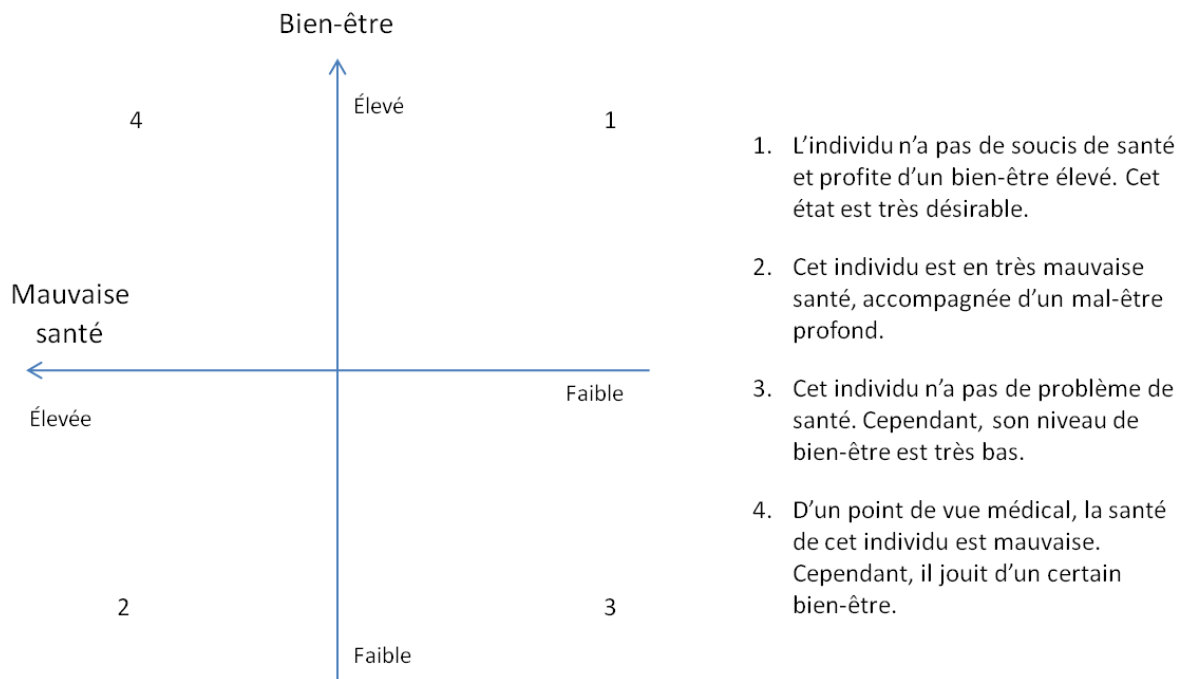 Bien-être
Élevé
4
1
Mauvaise
santé
Faible
Élevée
2
3
Faible
1. L’individu n’a pas de soucis de santé
et profite d’un bien-être élevé. Cet
état est très désirable.
2. Cet individu est en très mauvaise
santé, accompagnée d’un mal-être
profond.
3. Cet individu n’a pas de problème de
santé. Cependant, son niveau de
bien-être est très bas.
4. D’un point de vue médical, la santé
de cet individu est mauvaise.
Cependant, il jouit d’un certain
bien-être.